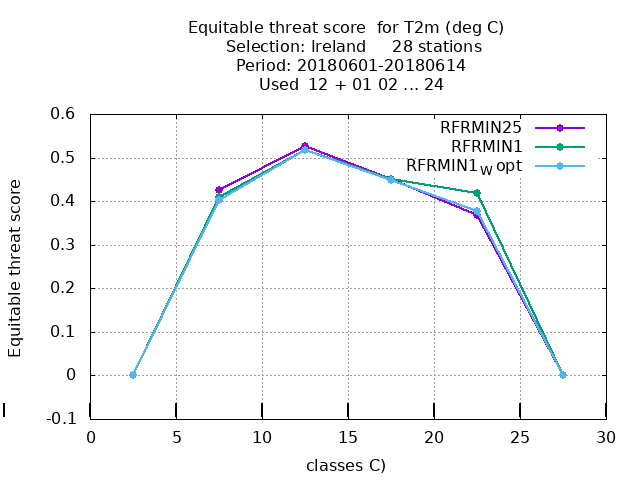 Equitable threat score for T2m (deg C)
Selection: Ireland 28 stations
Period: 20180601-20180614
Used 12 + 01 02 ... 24
RFRMIN25
RFRMIN1
RFRMIN1wopt
0.6
0.5
0.4
0.3
0.2
0.1
0
-0.1
Equitable threat score
0 5 10 15 20 25 30
classes C)